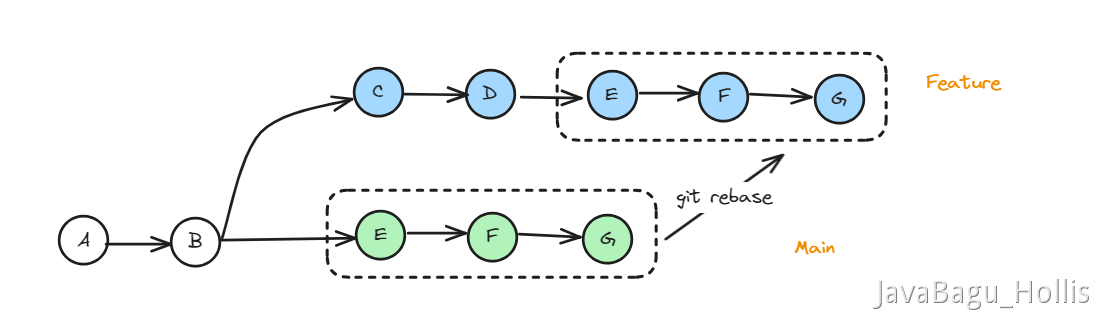 C
D
E
F
G
Feature
git rebase
A
B
E
F
G
Main
JavaBagu_Hollis